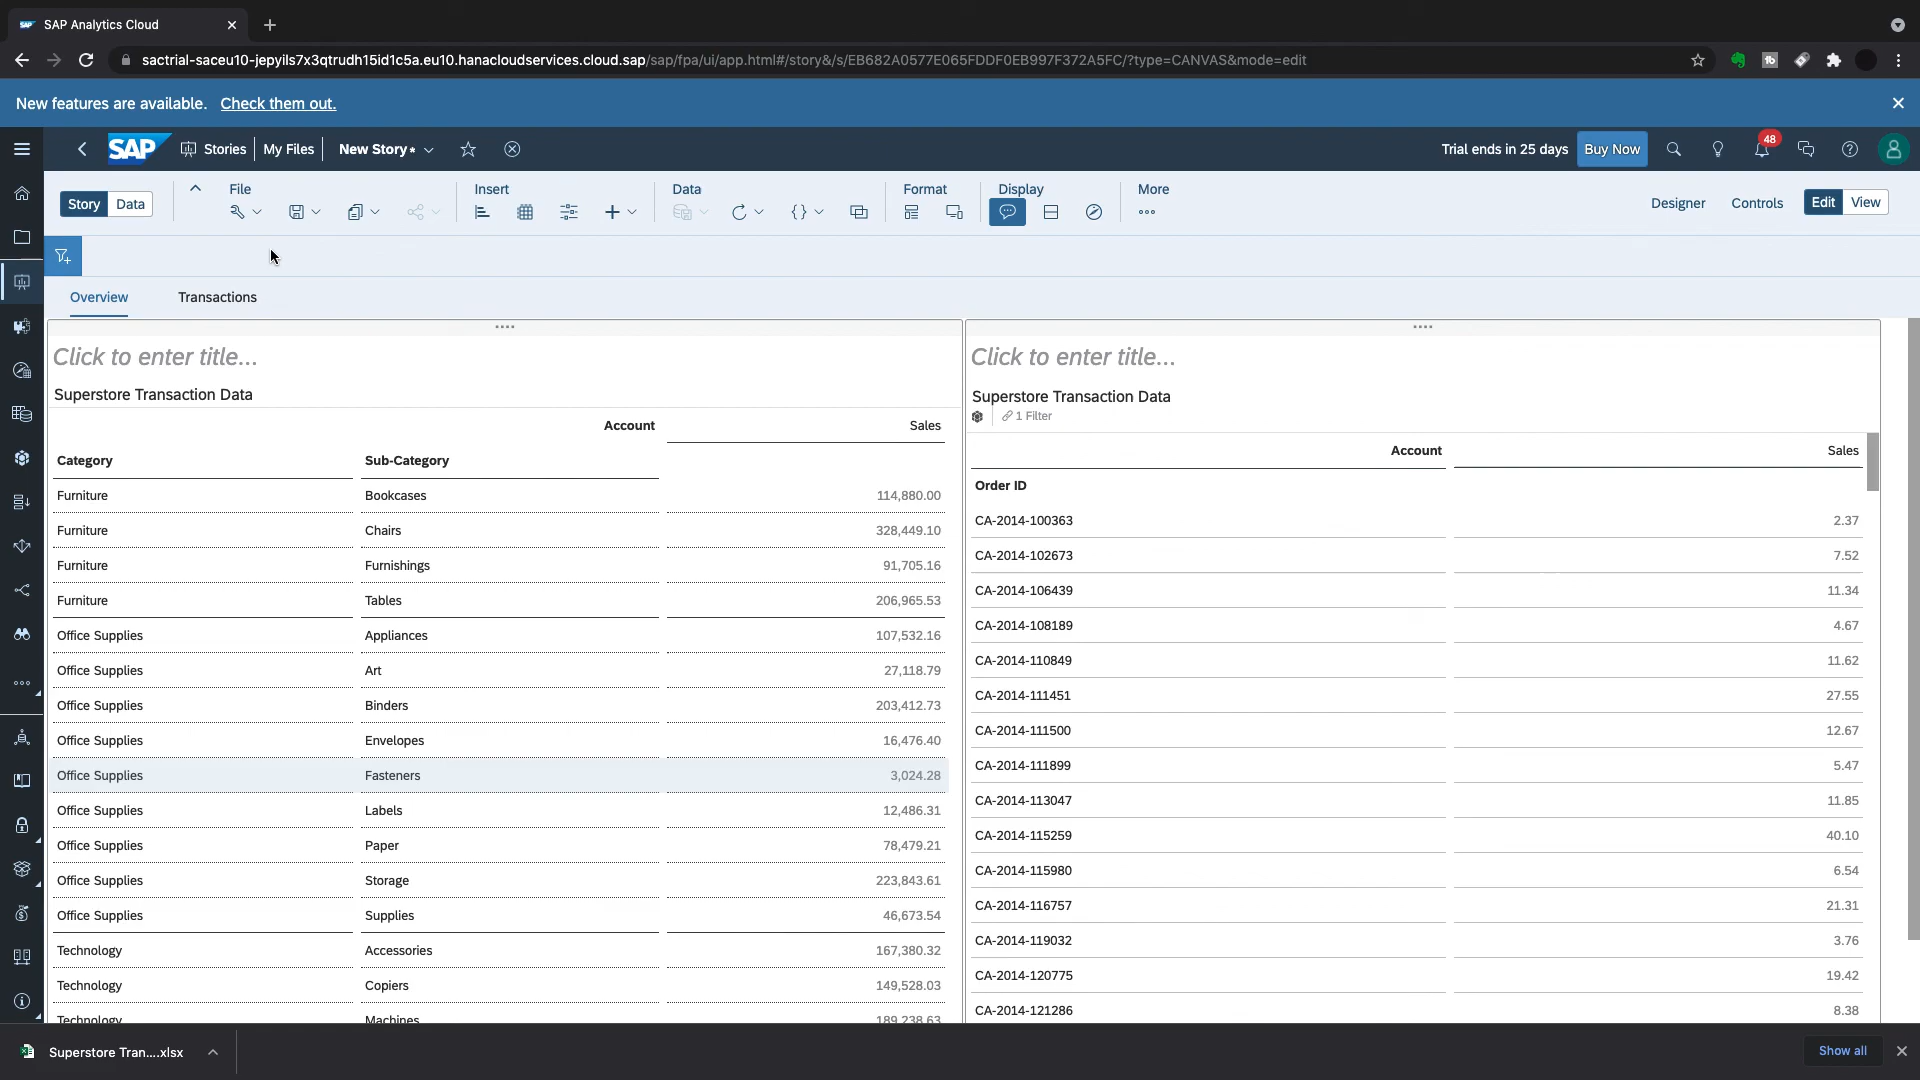 SAP Analytics Cloud
sactrial-saceu10-jepyils7x3qtrudh15id1c5a.eu10.hanacloudservices.cloud.sap/sap/fpa/ui/app.html#/story&/s/EB682A0577E065FDDF0EB997F372A5FC/?type=CANVAS&mode=edit
New features are available. Check them out.
SAP Stories My Files New Story* Trial ends in 25 days Buy Now 48
File Insert Data Format Display More
Story Data Designer Controls Edit View
Overview Transactions
Click to enter title...
Superstore Transaction Data
Account Sales
Category Sub-Category
Furniture Bookcases 114,880.00
Furniture Chairs 328,449.10
Furniture Furnishings 91,705.16
Furniture Tables 206,965.53
Office Supplies Appliances 107,532.16
Office Supplies Art 27,118.79
Office Supplies Binders 203,412.73
Office Supplies Envelopes 16,476.40
Office Supplies Fasteners 3,024.28
Office Supplies Labels 12,486.31
Office Supplies Paper 78,479.21
Office Supplies Storage 223,843.61
Office Supplies Supplies 46,673.54
Technology Accessories 167,380.32
Technology Copiers 149,528.03
Technology Machines 189,238.63
Click to enter title...
Superstore Transaction Data
1 Filter
Account Sales
Order ID
CA-2014-100363 2.37
CA-2014-102673 7.52
CA-2014-106439 11.34
CA-2014-108189 4.67
CA-2014-110849 11.62
CA-2014-111451 27.55
CA-2014-111500 12.67
CA-2014-111899 5.47
CA-2014-113047 11.85
CA-2014-115259 40.10
CA-2014-115980 6.54
CA-2014-116757 21.31
CA-2014-119032 3.76
CA-2014-120775 19.42
CA-2014-121286 8.38
Superstore Tran....xlsx
Show all